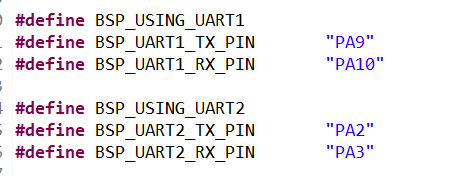 #define BSP_USING_UART1
#define BSP_UART1_TX_PIN "PA9"
#define BSP_UART1_RX_PIN "PA10"
#define BSP_USING_UART2
#define BSP_UART2_TX_PIN "PA2"
#define BSP_UART2_RX_PIN "PA3"